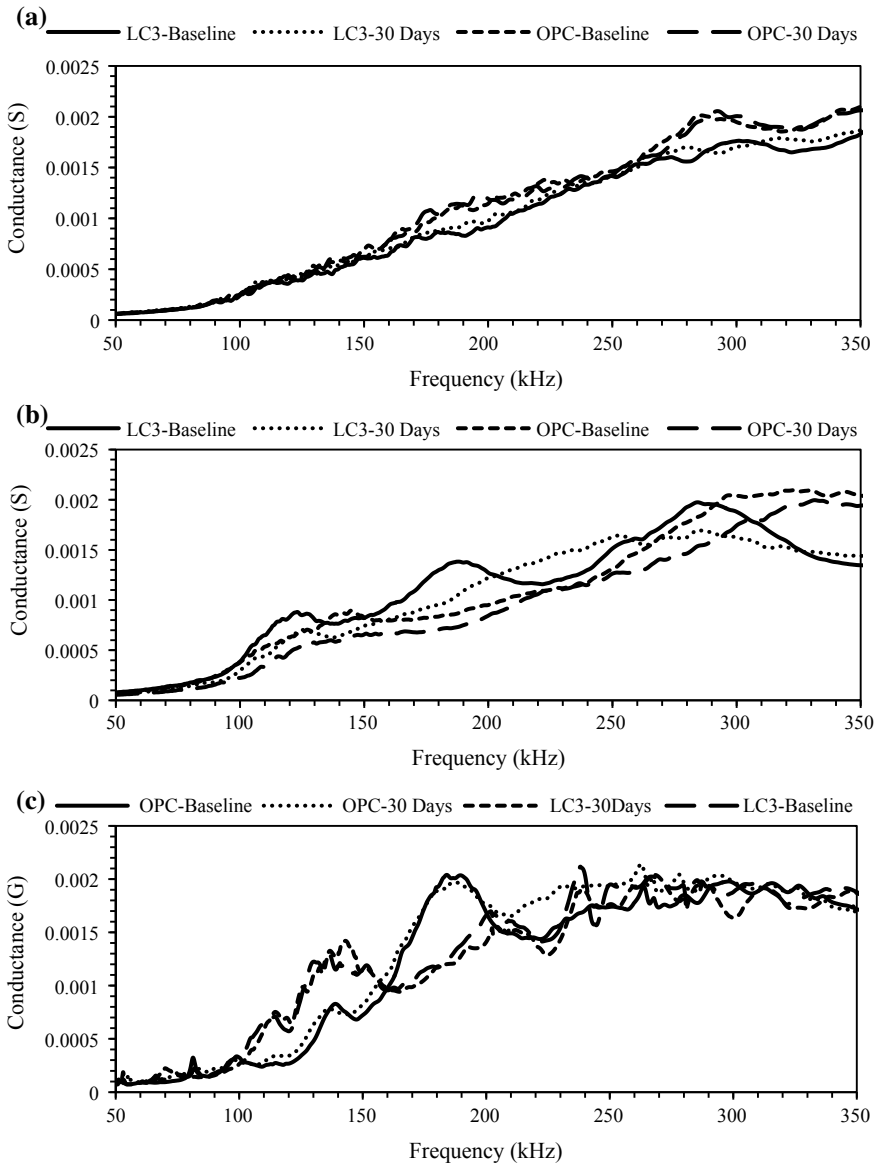 (a)
LC3-Baseline LC3-30 Days OPC-Baseline OPC-30 Days
0.0025
0.002
0.0015
0.001
0.0005
0
Conductance (S)
50 100 150 200 250 300 350
Frequency (kHz)
(b)
LC3-Baseline LC3-30 Days OPC-Baseline OPC-30 Days
0.0025
0.002
0.0015
0.001
0.0005
0
Conductance (S)
50 100 150 200 250 300 350
Frequency (kHz)
(c)
OPC-Baseline OPC-30 Days LC3-30Days LC3-Baseline
0.0025
0.002
0.0015
0.001
0.0005
0
Conductance (G)
50 100 150 200 250 300 350
Frequency (kHz)